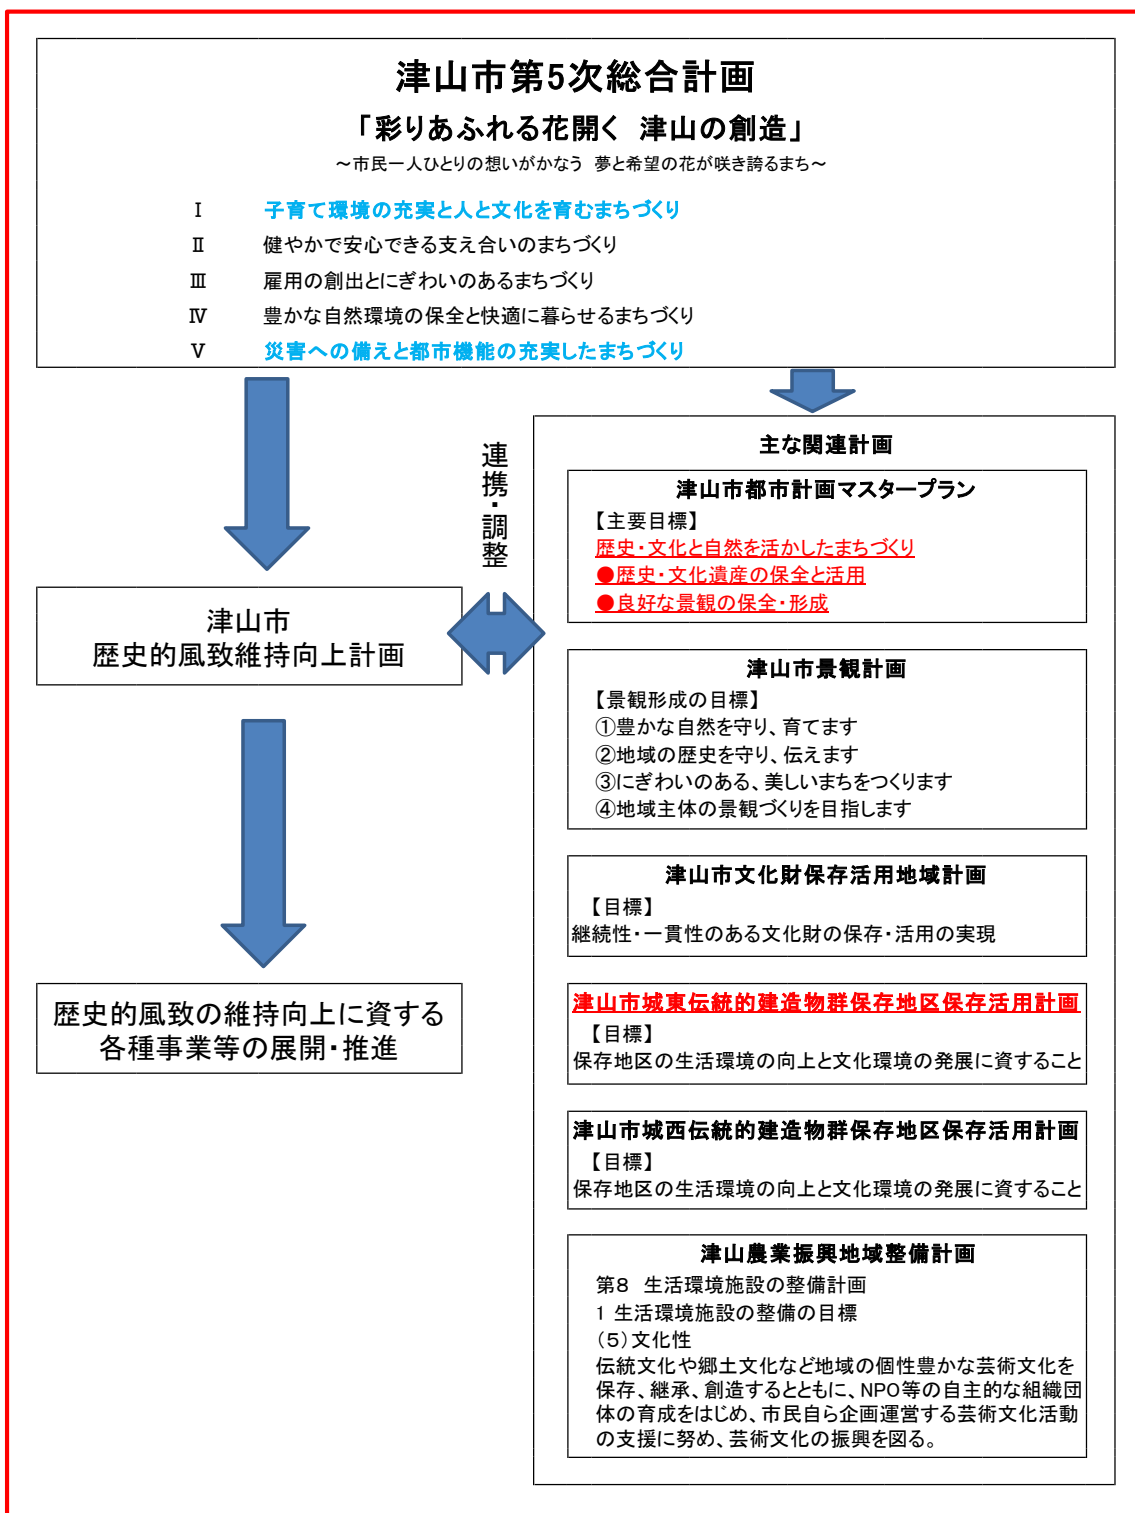 津山市第5次総合計画
「彩りあふれる花開く 津山の創造」
～市民一人ひとりの想いがかなう 夢と希望の花が咲き誇るまち～
Ⅰ 子育て環境の充実と人と文化を育むまちづくり
Ⅱ 健やかで安心できる支え合いのまちづくり
Ⅲ 雇用の創出とにぎわいのあるまちづくり
Ⅳ 豊かな自然環境の保全と快適に暮らせるまちづくり
Ⅴ 災害への備えと都市機能の充実したまちづくり
津山市
歴史的風致維持向上計画
歴史的風致の維持向上に資する
各種事業等の展開・推進
連携・調整
主な関連計画
津山市都市計画マスタープラン
【主要目標】
歴史・文化と自然を活かしたまちづくり
●歴史・文化遺産の保全と活用
●良好な景観の保全・形成
津山市景観計画
【景観形成の目標】
①豊かな自然を守り、育てます
②地域の歴史を守り、伝えます
③にぎわいのある、美しいまちをつくります
④地域主体の景観づくりを目指します
津山市文化財保存活用地域計画
【目標】
継続性・一貫性のある文化財の保存・活用の実現
津山市城東伝統的建造物群保存地区保存活用計画
【目標】
保存地区の生活環境の向上と文化環境の発展に資すること
津山市城西伝統的建造物群保存地区保存活用計画
【目標】
保存地区の生活環境の向上と文化環境の発展に資すること
津山農業振興地域整備計画
第8 生活環境施設の整備計画
1 生活環境施設の整備の目標
(5)文化性
伝統文化や郷土文化など地域の個性豊かな芸術文化を
保存、継承、創造するとともに、NPO等の自主的な組織団
体の育成をはじめ、市民自ら企画運営する芸術文化活動
の支援に努め、芸術文化の振興を図る。